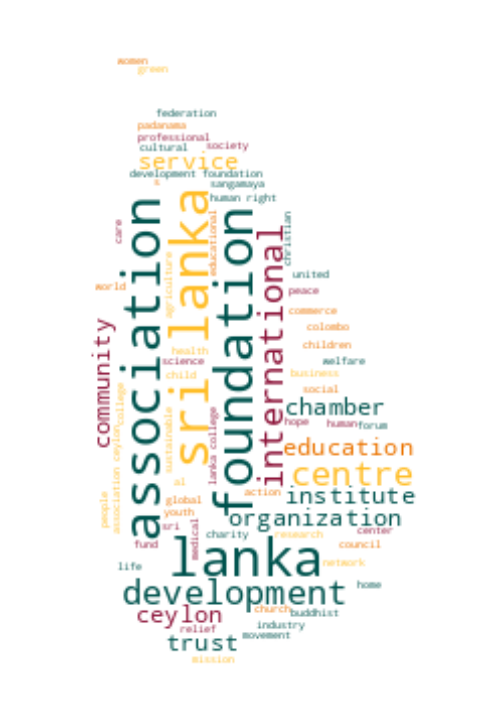 women
green
federation
padanama
professional
cultural society
service
development foundation
s sangamaya
human right
care
association
sri lanka
educational
foundation
international
christian
agriculture
united
world
peace
commerce
colombo
community
children
health
science
welfare
child
business
social
college
chamber
sustainable
lanka college
hope human forum
education
centre
association ceylon
people
al
action
institute
global
youth
organization
sri
medical
charity
research
center
fund
council
lanka
network
life
development
home
ceylon
church buddhist
relief
industry
trust
movement
mission